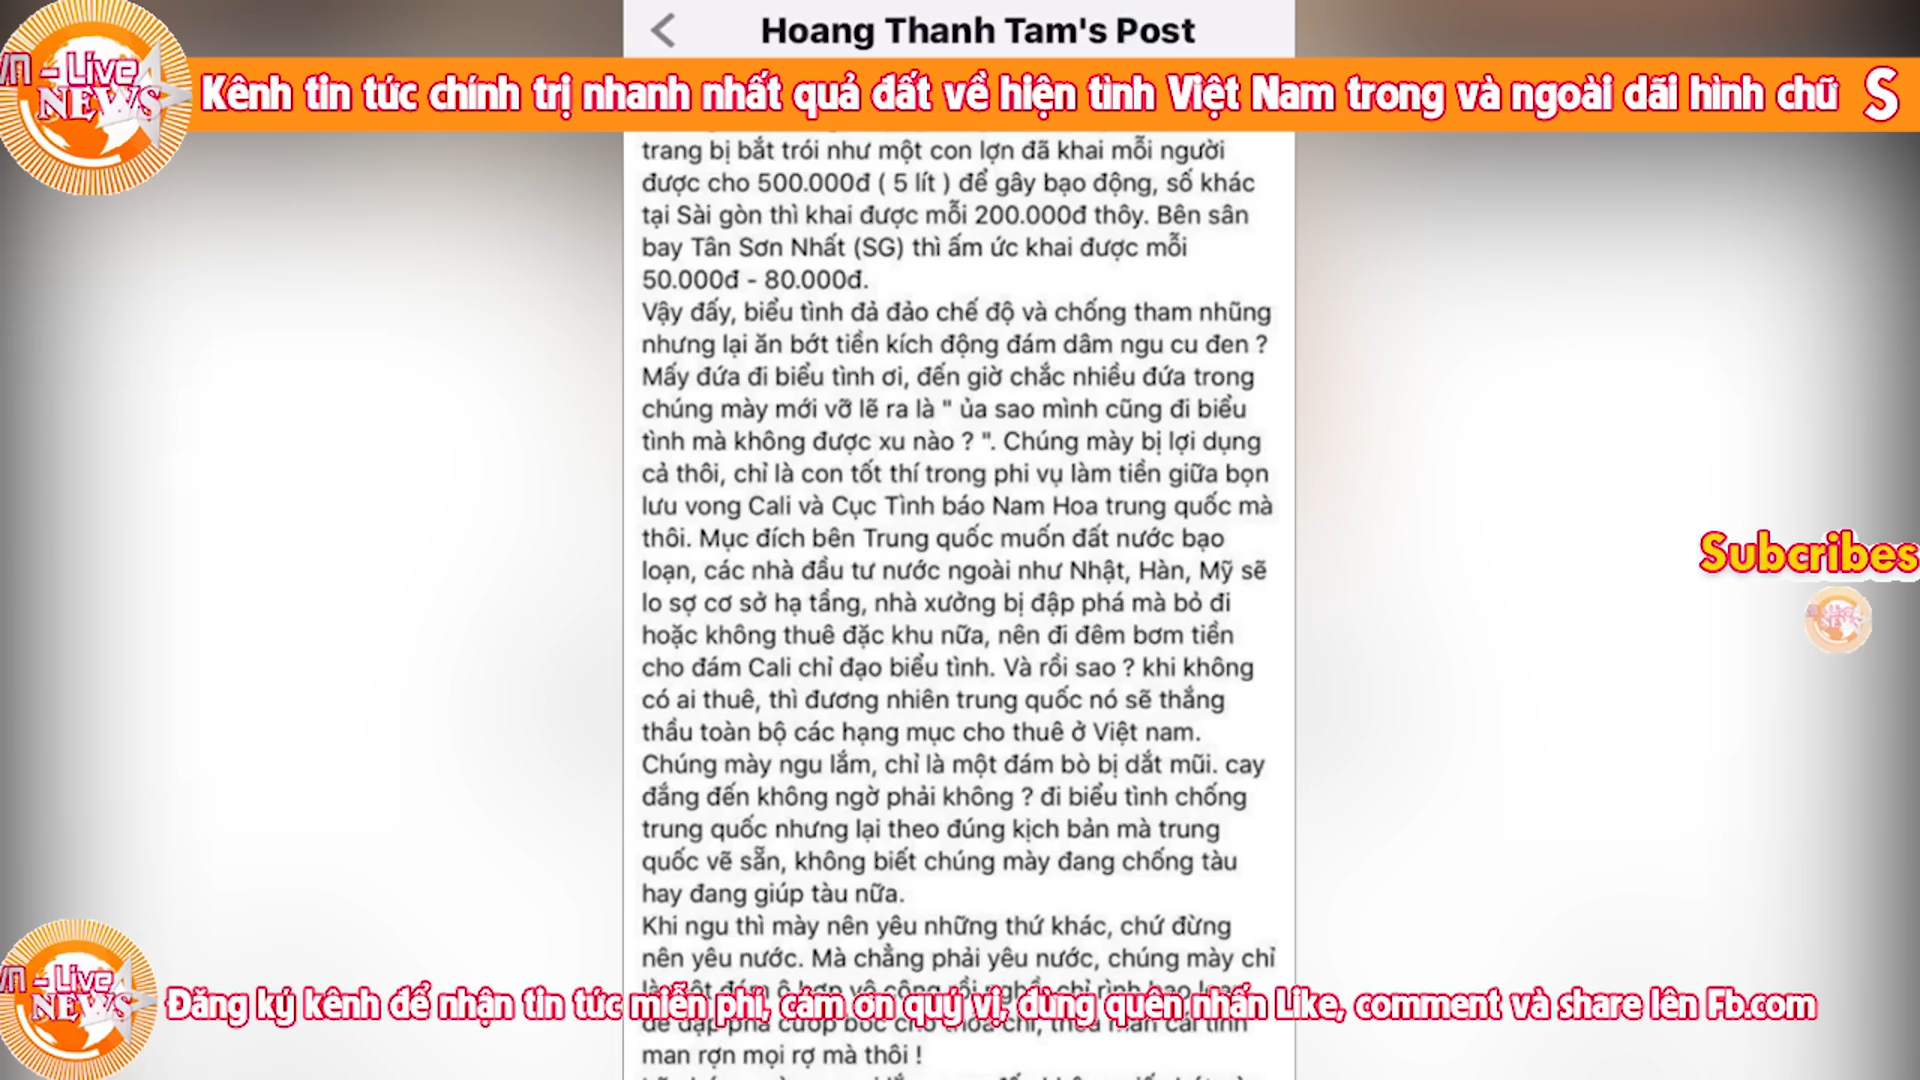 Hoang Thanh Tam's Post
VN - Live
NEWS
Kênh tin tức chính trị nhanh nhất quả đất về hiện tình Việt Nam trong và ngoài dãi hình chữ S
trang bị bắt trói như một con lợn đã khai mỗi người
được cho 500.000đ ( 5 lít ) để gây bạo động, số khác
tại Sài gòn thì khai được mỗi 200.000đ thôy. Bên sân
bay Tân Sơn Nhất (SG) thì ấm ức khai được mỗi
50.000đ - 80.000đ.
Vậy đấy, biểu tình đả đảo chế độ và chống tham nhũng
nhưng lại ăn bớt tiền kích động đám dâm ngu cu đen ?
Mấy đứa đi biểu tình ơi, đến giờ chắc nhiều đứa trong
chúng mày mới vỡ lẽ ra là " ủa sao mình cũng đi biểu
tình mà không được xu nào ? ". Chúng mày bị lợi dụng
cả thôi, chỉ là con tốt thí trong phi vụ làm tiền giữa bọn
lưu vong Cali và Cục Tình báo Nam Hoa trung quốc mà
thôi. Mục đích bên Trung quốc muốn đất nước bạo
loạn, các nhà đầu tư nước ngoài như Nhật, Hàn, Mỹ sẽ
lo sợ cơ sở hạ tầng, nhà xưởng bị đập phá mà bỏ đi
hoặc không thuê đặc khu nữa, nên đi đêm bơm tiền
cho đám Cali chỉ đạo biểu tình. Và rồi sao ? khi không
có ai thuê, thì đương nhiên trung quốc nó sẽ thắng
thầu toàn bộ các hạng mục cho thuê ở Việt nam.
Chúng mày ngu lắm, chỉ là một đám bò bị dắt mũi. cay
đắng đến không ngờ phải không ? đi biểu tình chống
trung quốc nhưng lại theo đúng kịch bản mà trung
quốc vẽ sẵn, không biết chúng mày đang chống tàu
hay đang giúp tàu nữa.
Khi ngu thì mày nên yêu những thứ khác, chứ đừng
nên yêu nước. Mà chẳng phải yêu nước, chúng mày chỉ
man rợn mọi rợ mà thôi !
Subcribes
VN - Live
NEWS
Đăng ký kênh để nhận tin tức miễn phí, cám ơn quý vị, đừng quên nhấn Like, comment và share lên Fb.com